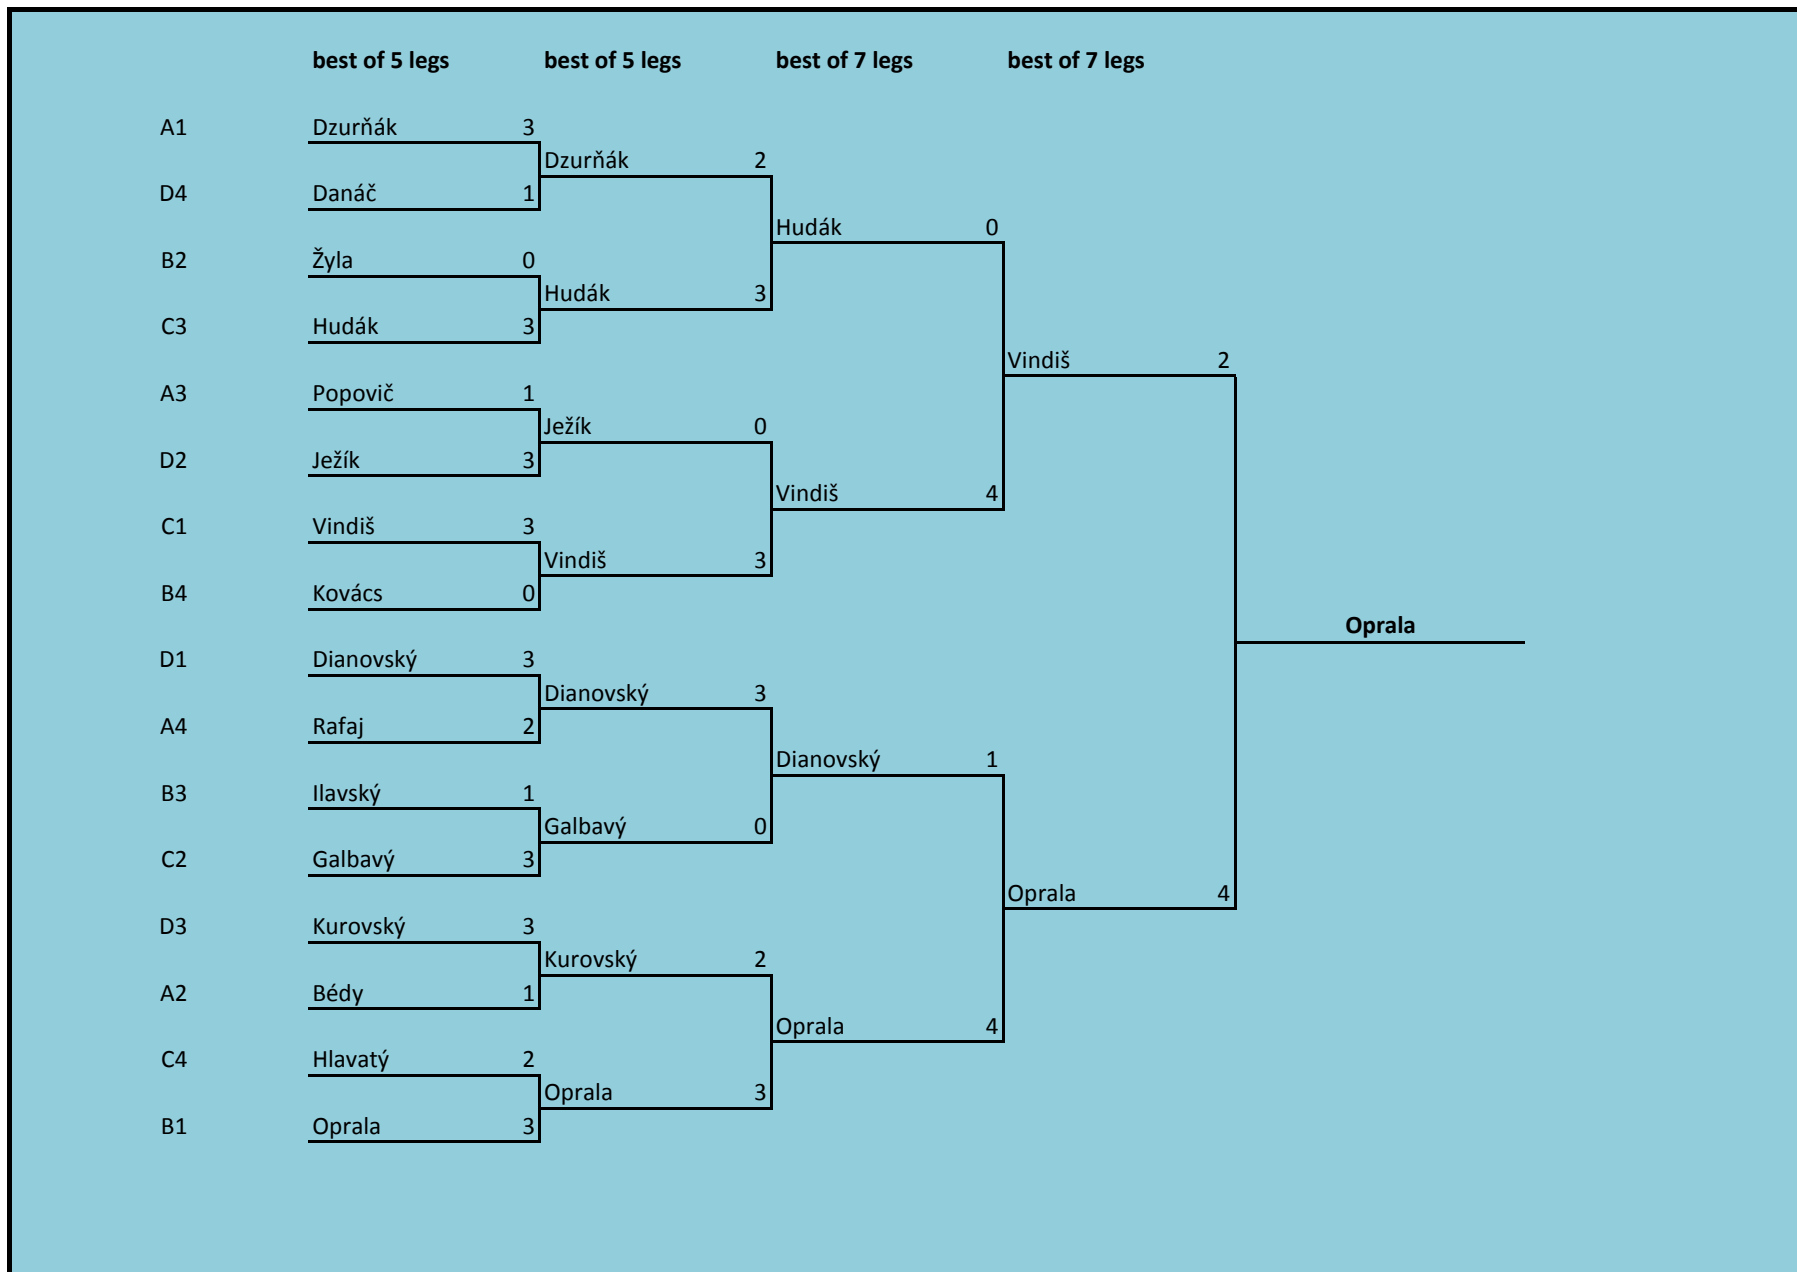 best of 5 legs best of 5 legs best of 7 legs best of 7 legs
A1 Dzurňák 3
Dzurňák 2
D4 Danáč 1
Hudák 0
B2 Žyla 0
Hudák 3
C3 Hudák 3
Vindiš 2
A3 Popovič 1
Ježík 0
D2 Ježík 3
Vindiš 4
C1 Vindiš 3
Vindiš 3
B4 Kovács 0
Oprala
D1 Dianovský 3
Dianovský 3
A4 Rafaj 2
Dianovský 1
B3 Ilavský 1
Galbavý 0
C2 Galbavý 3
Oprala 4
D3 Kurovský 3
Kurovský 2
A2 Bédy 1
Oprala 4
C4 Hlavatý 2
Oprala 3
B1 Oprala 3